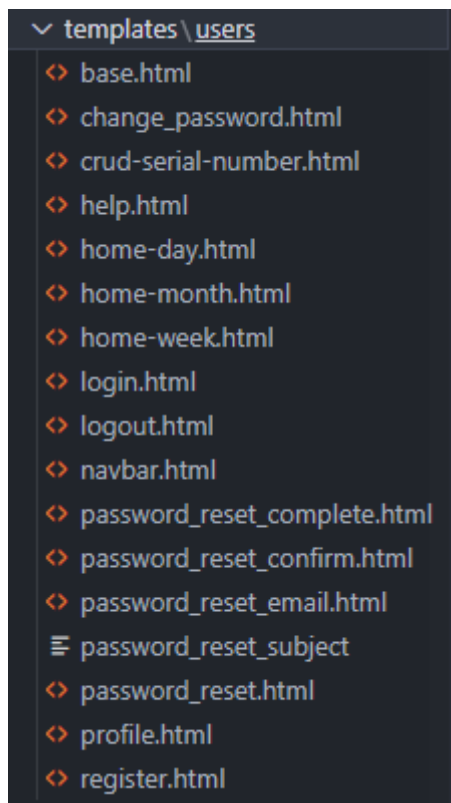 templates\users
base.html
change_password.html
crud-serial-number.html
help.html
home-day.html
home-month.html
home-week.html
login.html
logout.html
navbar.html
password_reset_complete.html
password_reset_confirm.html
password_reset_email.html
password_reset_subject
password_reset.html
profile.html
register.html